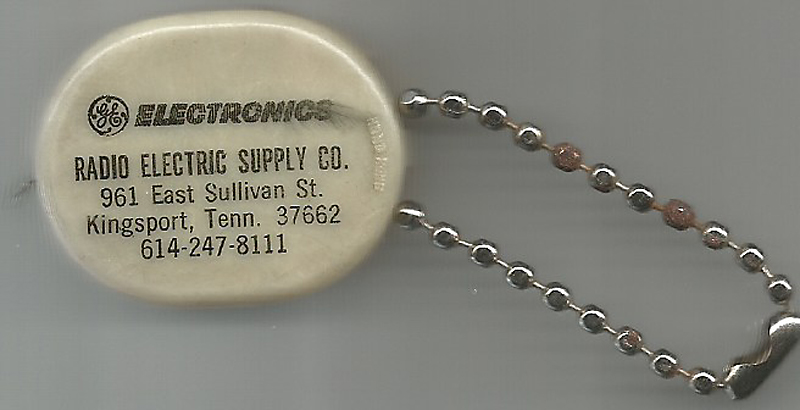 GE ELECTRONICS
RADIO ELECTRIC SUPPLY CO.
961 East Sullivan St.
Kingsport, Tenn. 37662
614-247-8111